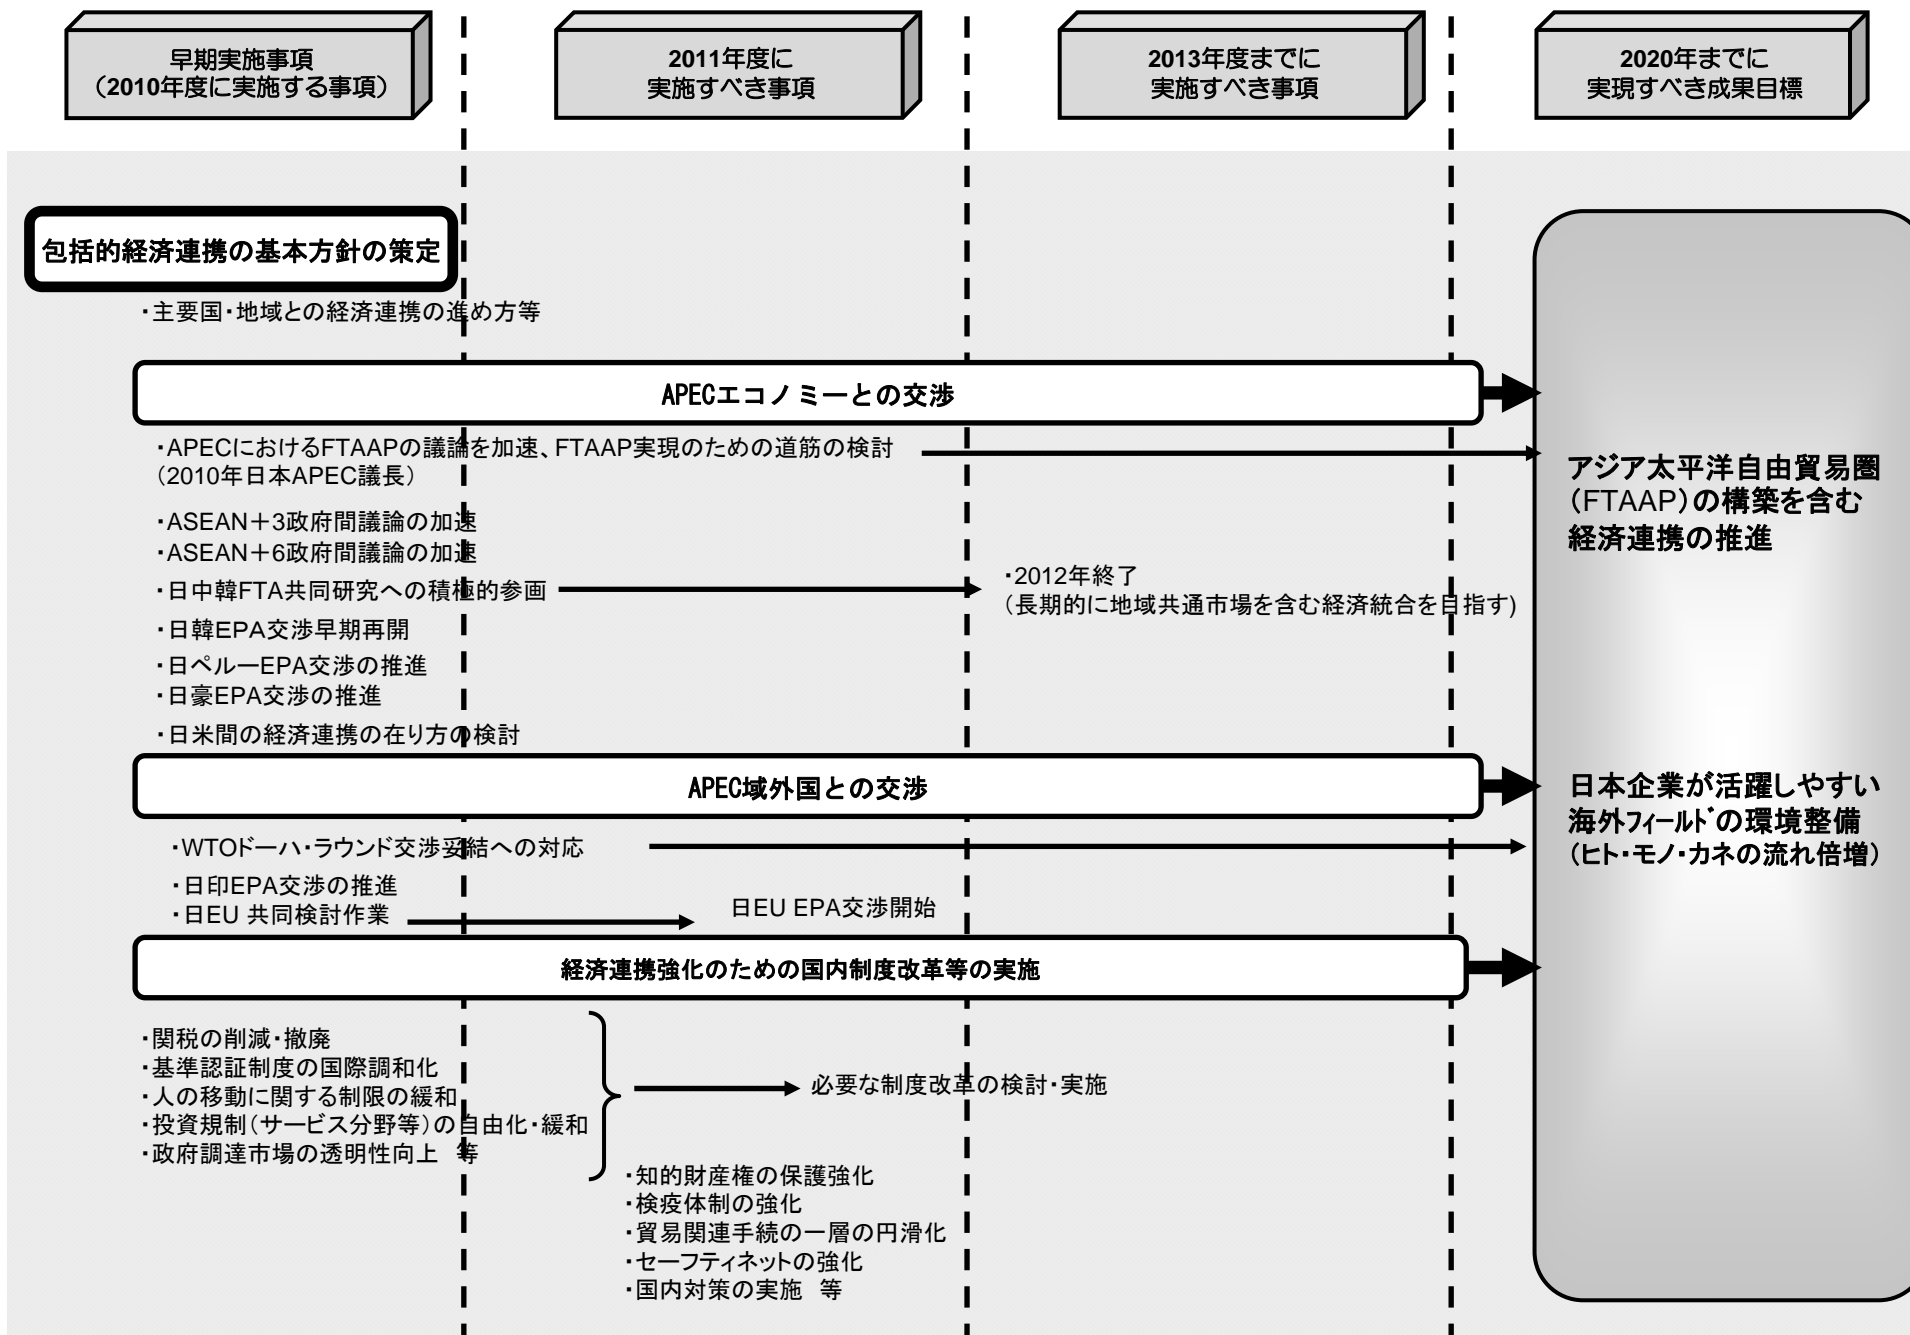 早期実施事項
（2010年度に実施する事項）
2011年度に
実施すべき事項
2013年度までに
実施すべき事項
2020年までに
実現すべき成果目標
包括的経済連携の基本方針の策定
・主要国・地域との経済連携の進め方等
APECエコノミーとの交渉
・APECにおけるFTAAPの議論を加速、FTAAP実現のための道筋の検討
（2010年日本APEC議長）
・ASEAN＋3政府間議論の加速
・ASEAN＋6政府間議論の加速
・日中韓FTA共同研究への積極的参画
・2012年終了
（長期的に地域共通市場を含む経済統合を目指す)
・日韓EPA交渉早期再開
・日ペルーEPA交渉の推進
・日豪EPA交渉の推進
・日米間の経済連携の在り方の検討
APEC域外国との交渉
・WTOドーハ・ラウンド交渉妥結への対応
・日印EPA交渉の推進
・日EU 共同検討作業
日EU EPA交渉開始
経済連携強化のための国内制度改革等の実施
・関税の削減・撤廃
・基準認証制度の国際調和化
・人の移動に関する制限の緩和
・投資規制（サービス分野等）の自由化・緩和
・政府調達市場の透明性向上　等
必要な制度改革の検討・実施
・知的財産権の保護強化
・検疫体制の強化
・貿易関連手続の一層の円滑化
・セーフティネットの強化
・国内対策の実施　等
アジア太平洋自由貿易圏
（FTAAP）の構築を含む
経済連携の推進
日本企業が活躍しやすい
海外フィールドの環境整備
（ヒト・モノ・カネの流れ倍増）